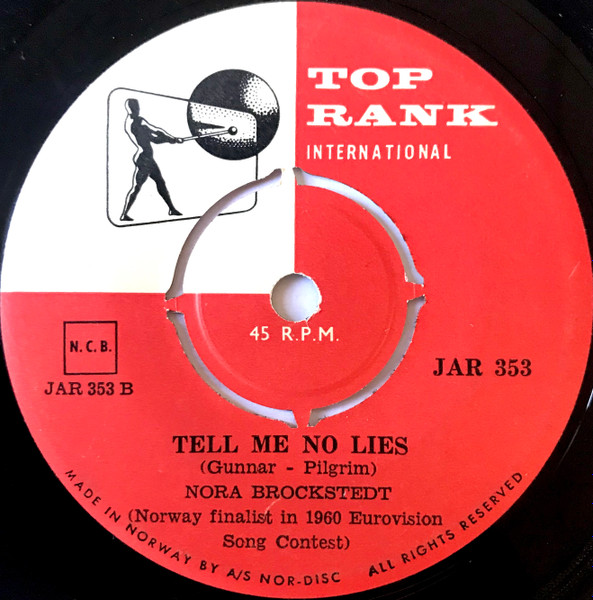 TOP
RANK
INTERNATIONAL
45 R.P.M.
N.C.B.
JAR 353 B
JAR 353
TELL ME NO LIES
(Gunnar - Pilgrim)
NORA BROCKSTEDT
(Norway finalist in 1960 Eurovision
Song Contest)
MADE IN NORWAY BY A/S NOR-DISC ALL RIGHTS RESERVED